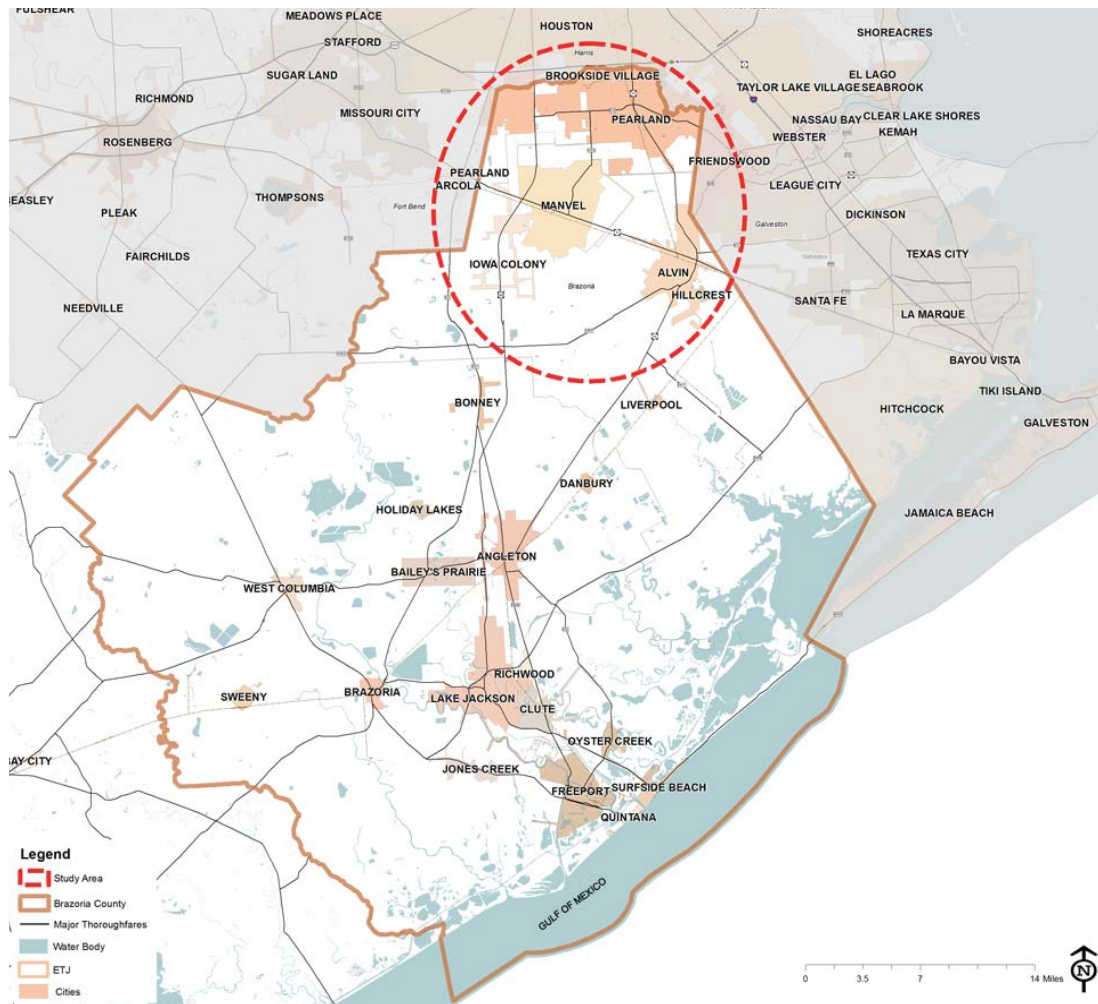 FULSHEAR
MEADOWS PLACE
HOUSTON
SHOREACRES
STAFFORD
Harris
SUGAR LAND
BROOKSIDE VILLAGE
EL LAGO
TAYLOR LAKE VILLAGE
SEABROOK
RICHMOND
MISSOURI CITY
PEARLAND
NASSAU BAY
CLEAR LAKE SHORES
KEMAH
WEBSTER
ROSENBERG
FRIENDSWOOD
PEARLAND
ARCOLA
LEAGUE CITY
THOMPSONS
Fort Bend
MANVEL
BEASLEY
PLEAK
DICKINSON
Galveston
FAIRCHILDS
TEXAS CITY
IOWA COLONY
ALVIN
Brazoria
HILLCREST
SANTA FE
NEEDVILLE
LA MARQUE
BAYOU VISTA
TIKI ISLAND
BONNEY
LIVERPOOL
HITCHCOCK
GALVESTON
DANBURY
HOLIDAY LAKES
JAMAICA BEACH
ANGLETON
BAILEY'S PRAIRIE
WEST COLUMBIA
RICHWOOD
SWEENY
BRAZORIA
LAKE JACKSON
CLUTE
OYSTER CREEK
BAY CITY
JONES CREEK
FREEPORT
SURFSIDE BEACH
QUINTANA
GULF OF MEXICO
Legend
Study Area
Brazoria County
Major Thoroughfares
Water Body
ETJ
Cities
0 3.5 7 14 Miles
N